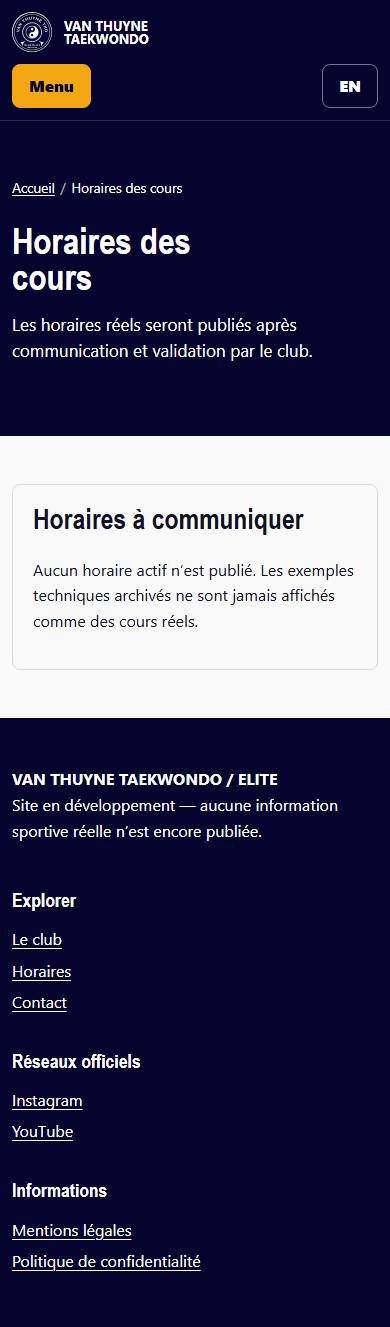 VAN THUYNE
TAEKWONDO
Menu
EN
Accueil / Horaires des cours
Horaires des
cours
Les horaires réels seront publiés après
communication et validation par le club.
Horaires à communiquer
Aucun horaire actif n’est publié. Les exemples
techniques archivés ne sont jamais affichés
comme des cours réels.
VAN THUYNE TAEKWONDO / ELITE
Site en développement — aucune information
sportive réelle n’est encore publiée.
Explorer
Le club
Horaires
Contact
Réseaux officiels
Instagram
YouTube
Informations
Mentions légales
Politique de confidentialité